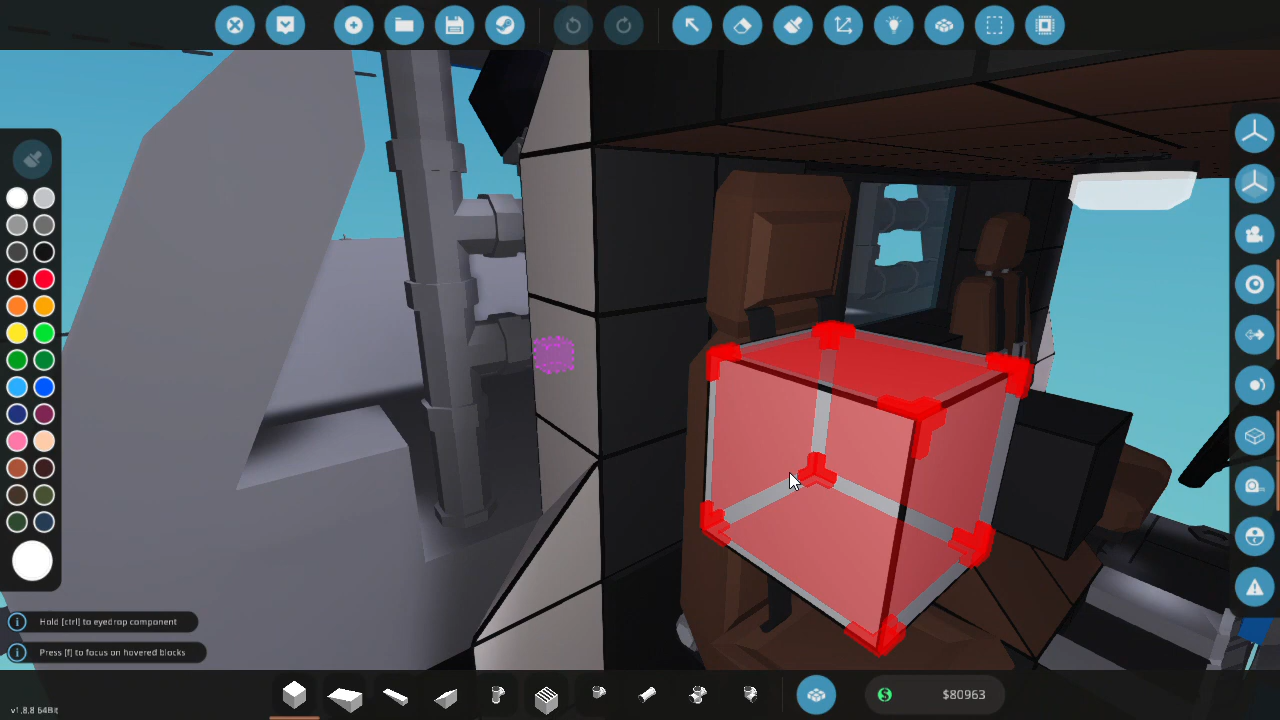 Hold [ctrl] to eyedrop component
Press [f] to focus on hovered blocks
v1.8.8 64Bit
$80963